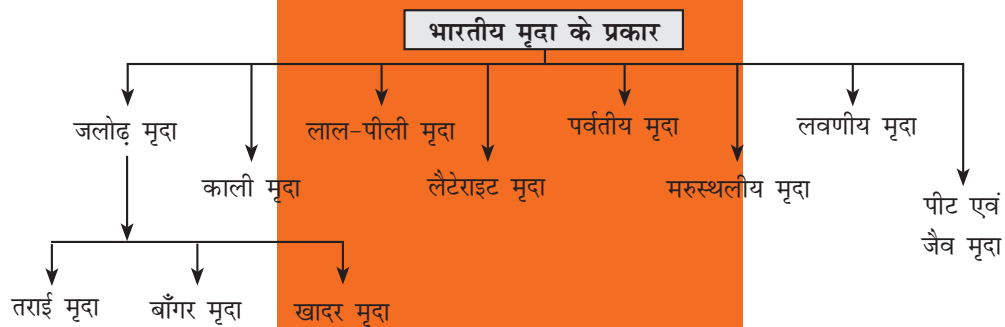 भारतीय मृदा के प्रकार
जलोढ़ मृदा
लाल-पीली मृदा
पर्वतीय मृदा
लवणीय मृदा
काली मृदा
लैटेराइट मृदा
मरुस्थलीय मृदा
पीट एवं
जैव मृदा
तराई मृदा
बाँगर मृदा
खादर मृदा